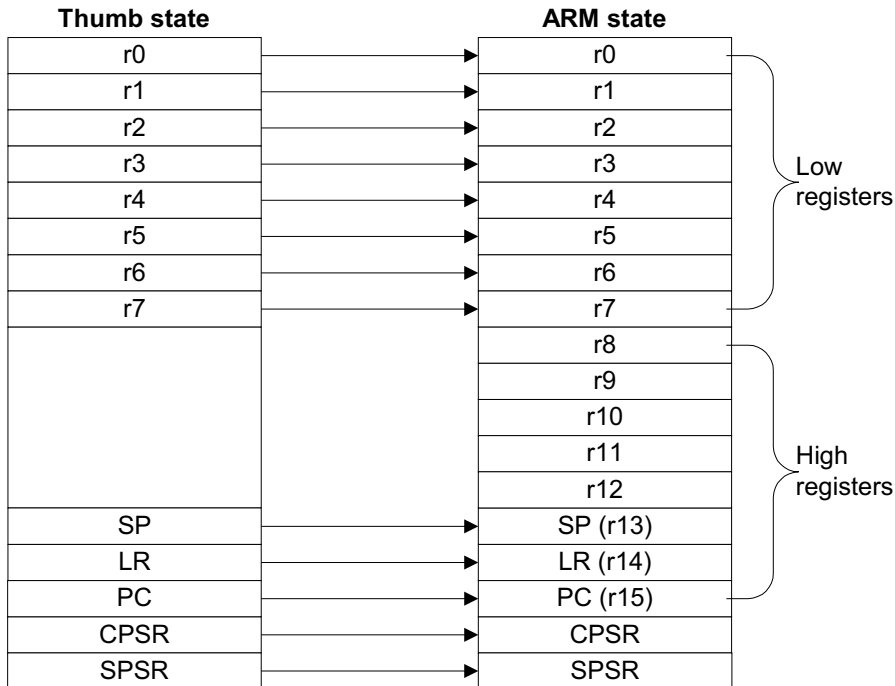 Thumb state ARM state
r0 r0
r1 r1
r2 r2
r3 r3
r4 r4
r5 r5
r6 r6
r7 r7
r8
r9
r10
r11
r12
SP SP (r13)
LR LR (r14)
PC PC (r15)
CPSR CPSR
SPSR SPSR
Low
registers
High
registers